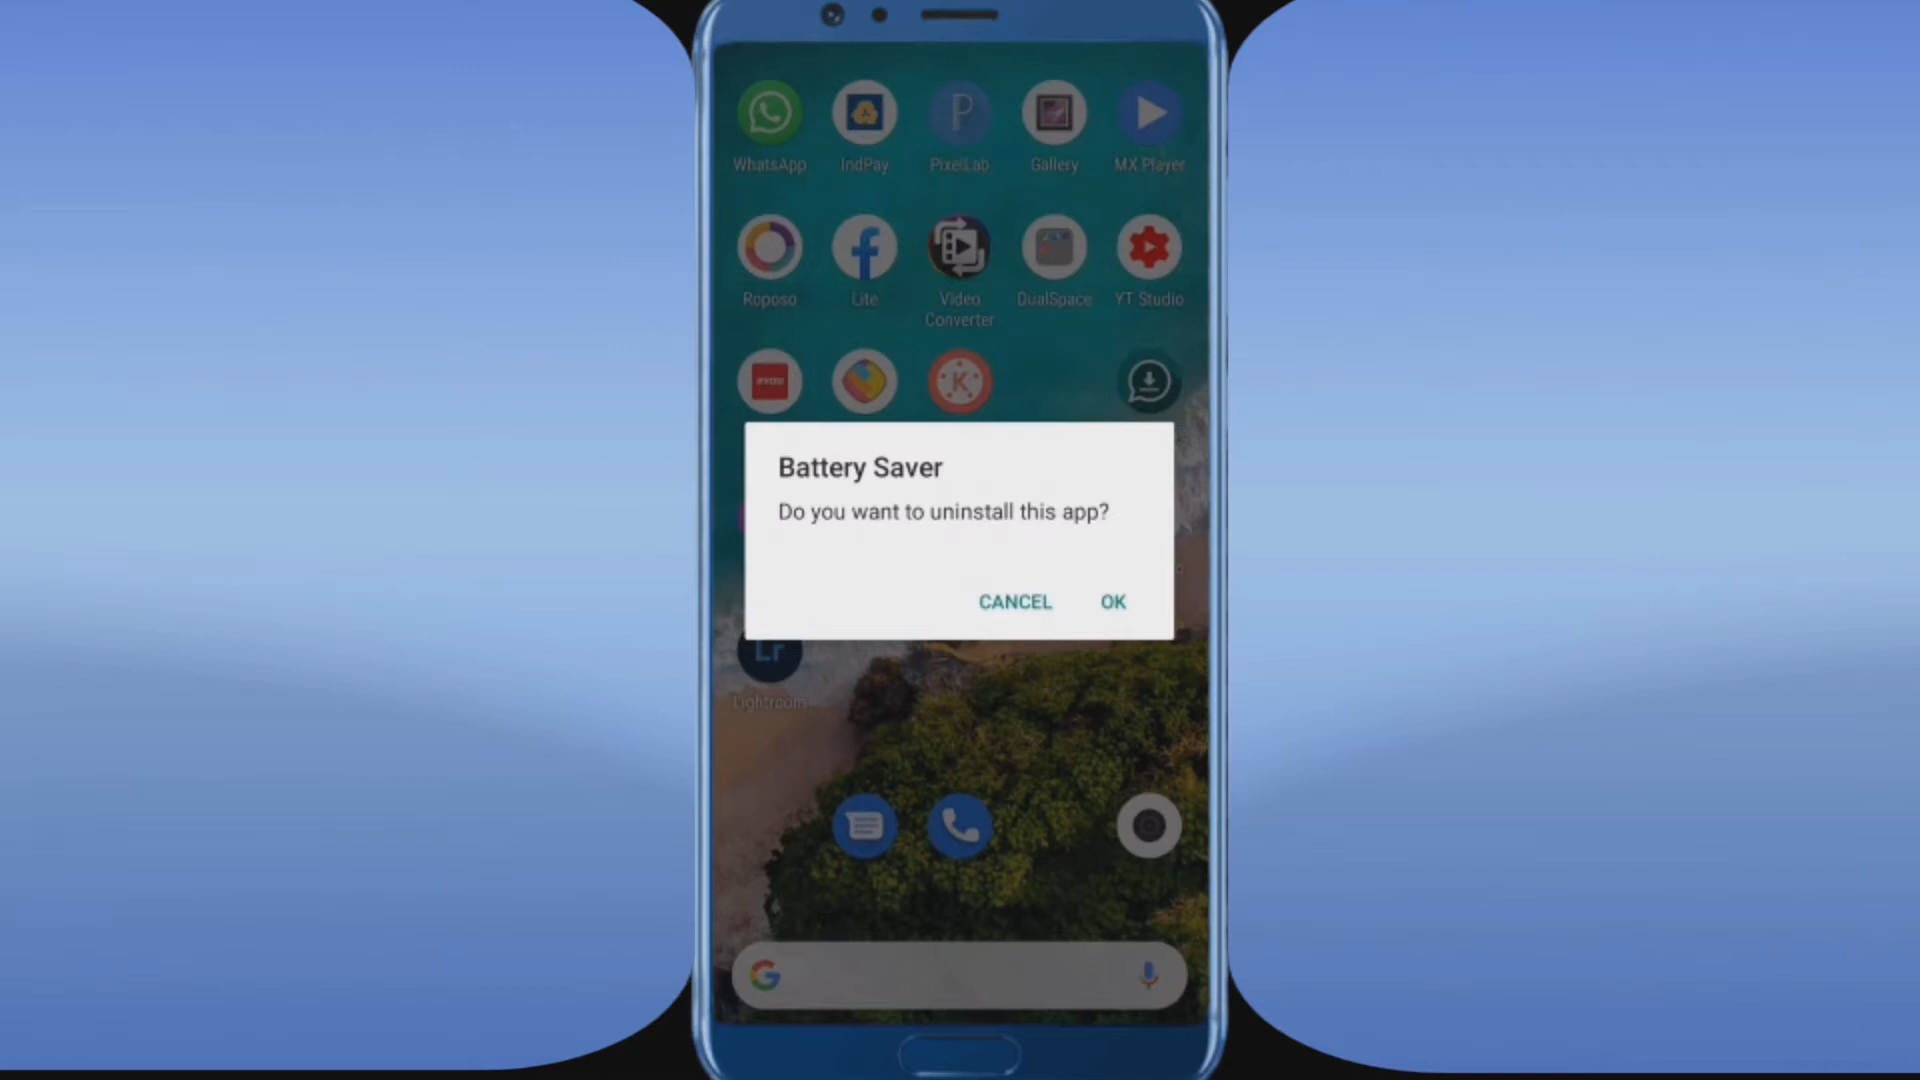 WhatsApp IndPay PixelLab Gallery MX Player
P
Roposo Lite Video Converter DualSpace YT Studio
K
Battery Saver
Do you want to uninstall this app?
CANCEL OK
Lr
Lightroom
G